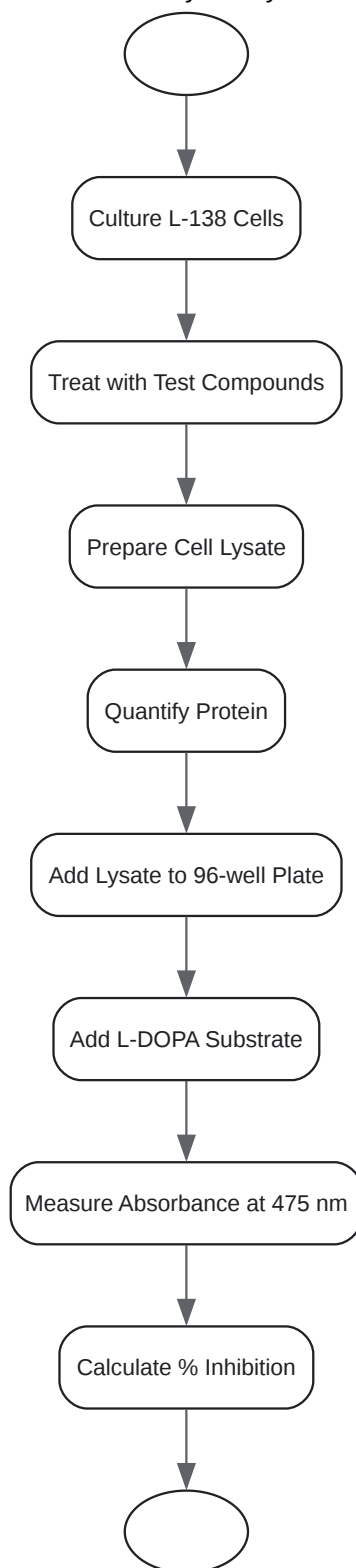 Culture L-138 Cells
Treat with Test Compounds
Prepare Cell Lysate
Quantify Protein
Add Lysate to 96-well Plate
Add L-DOPA Substrate
Measure Absorbance at 475 nm
Calculate % Inhibition